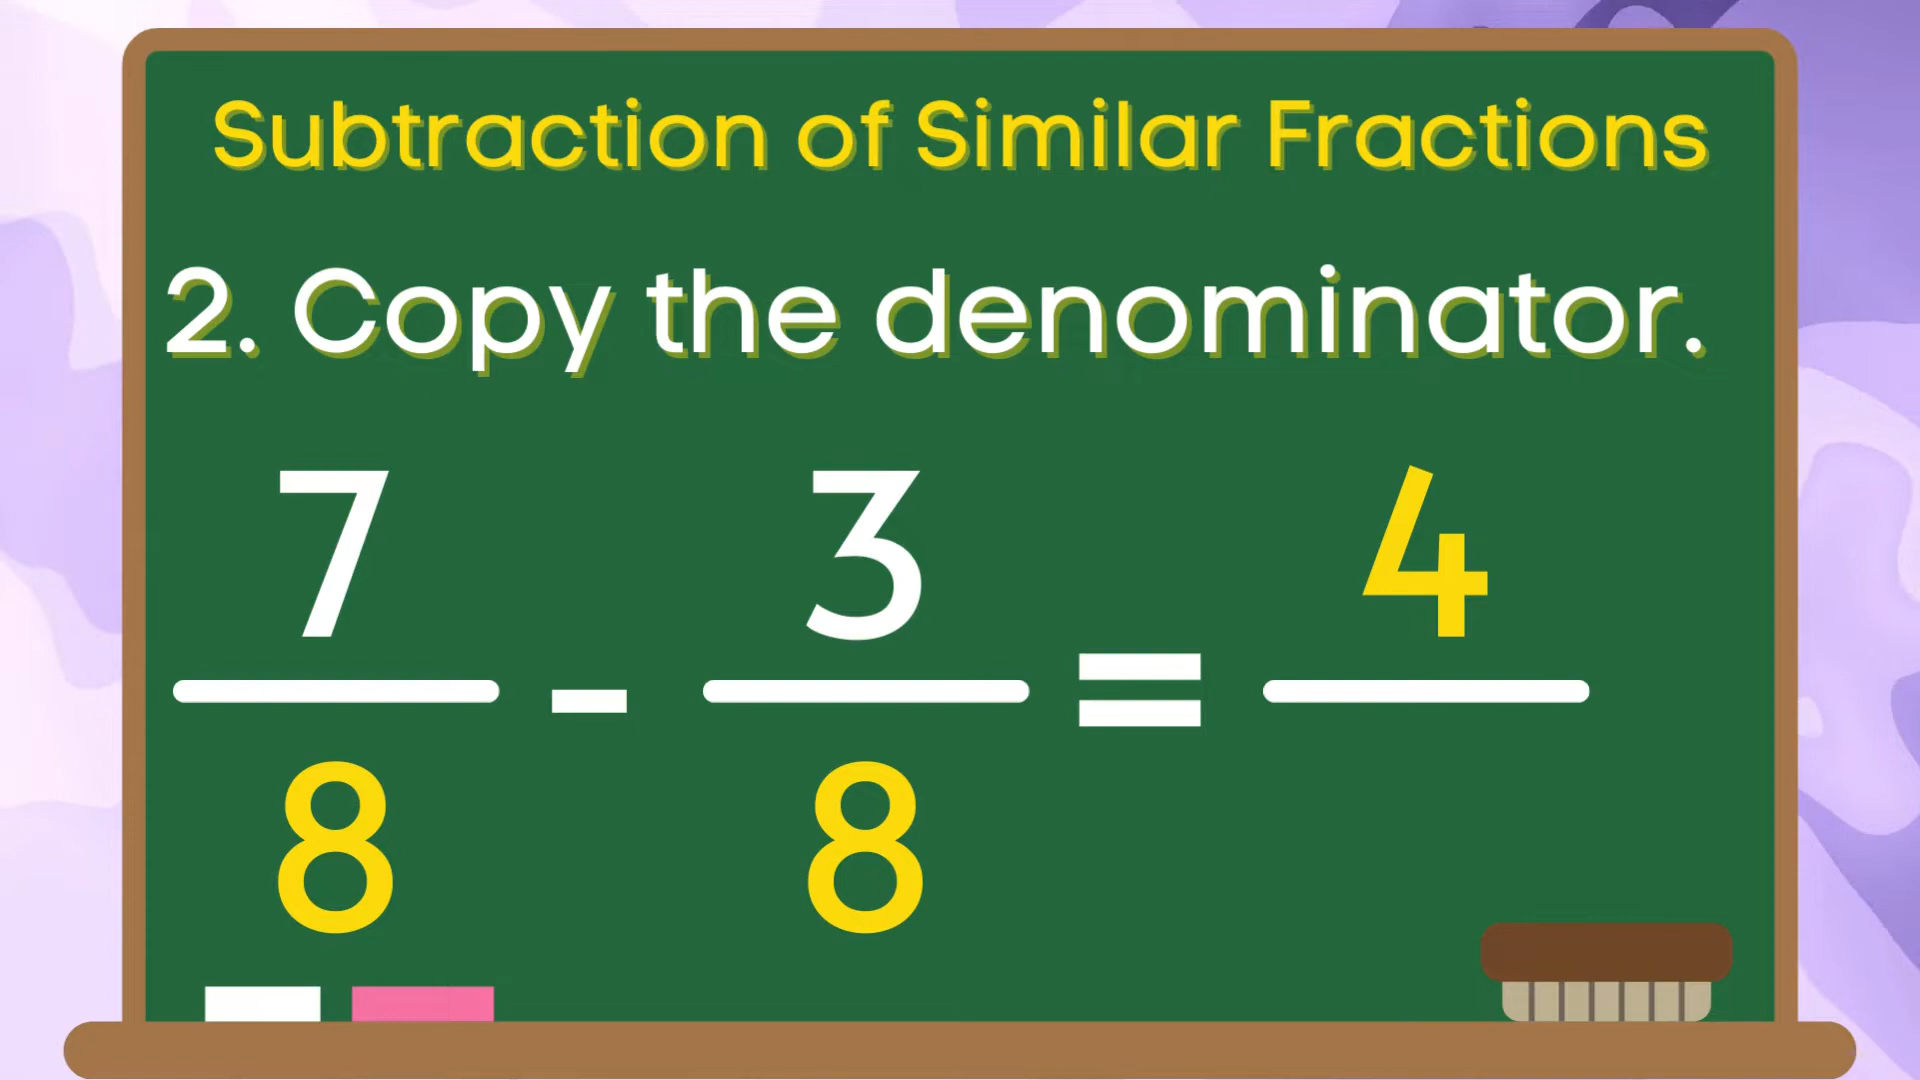 Subtraction of Similar Fractions
2. Copy the denominator.
7 3 4
- =
8 8